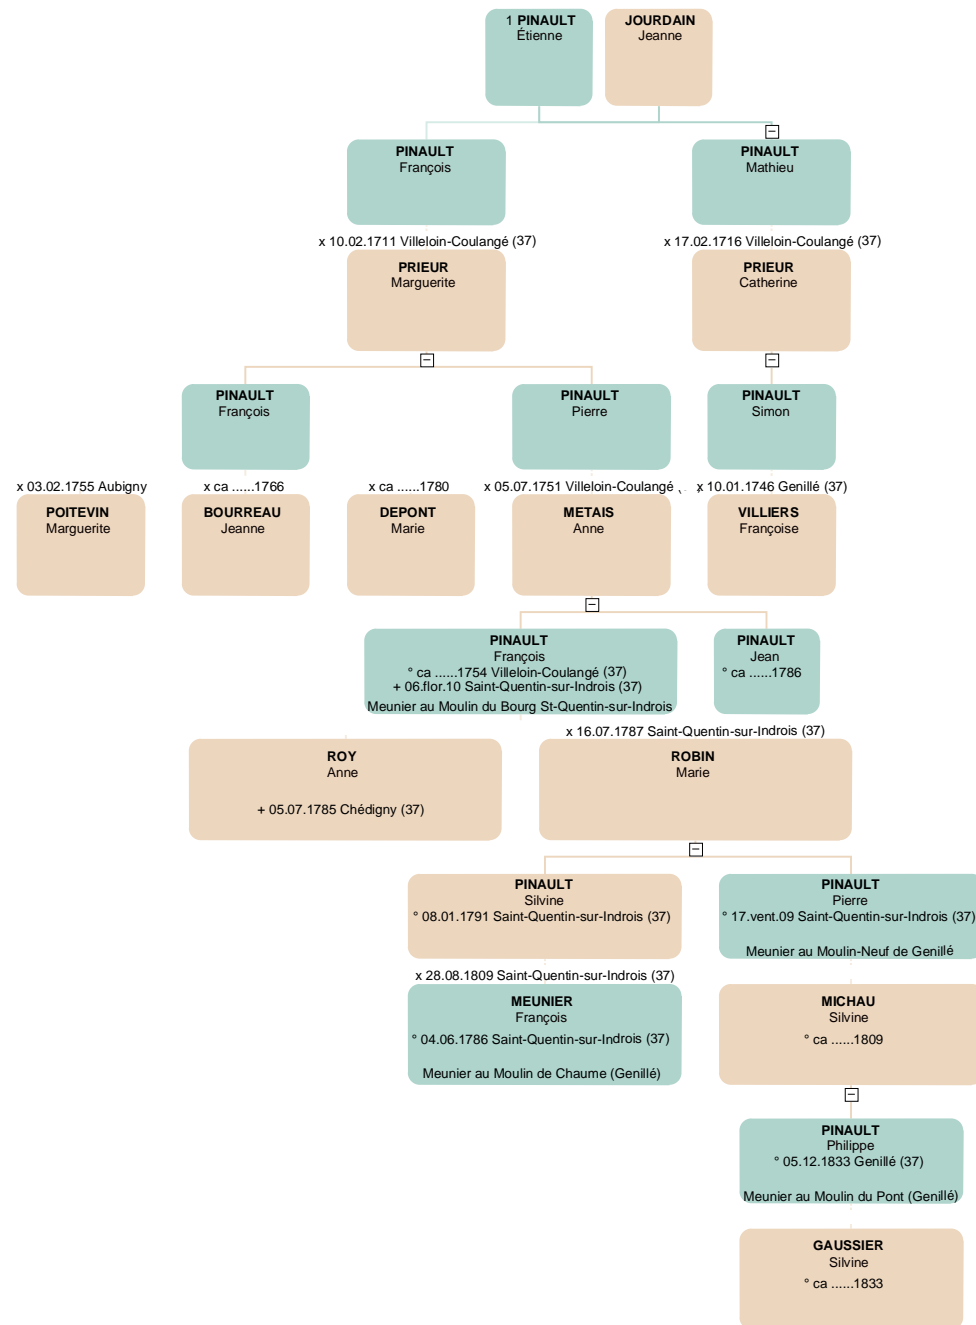 1 PINAULT
Étienne
JOURDAIN
Jeanne
PINAULT
François
PINAULT
Mathieu
x 10.02.1711 Villeloin-Coulangé (37)
x 17.02.1716 Villeloin-Coulangé (37)
PRIEUR
Marguerite
PRIEUR
Catherine
PINAULT
François
PINAULT
Pierre
PINAULT
Simon
x 03.02.1755 Aubigny
x ca ......1766
x ca ......1780
x 05.07.1751 Villeloin-Coulangé
x 10.01.1746 Genillé (37)
POITEVIN
Marguerite
BOURREAU
Jeanne
DEPONT
Marie
METAIS
Anne
VILLIERS
Françoise
PINAULT
François
° ca ......1754 Villeloin-Coulangé (37)
+ 06.flor.10 Saint-Quentin-sur-Indrois (37)
Meunier au Moulin du Bourg St-Quentin-sur-Indrois
PINAULT
Jean
° ca ......1786
x 16.07.1787 Saint-Quentin-sur-Indrois (37)
ROY
Anne
+ 05.07.1785 Chédigny (37)
ROBIN
Marie
PINAULT
Silvine
° 08.01.1791 Saint-Quentin-sur-Indrois (37)
PINAULT
Pierre
° 17.vent.09 Saint-Quentin-sur-Indrois (37)
Meunier au Moulin-Neuf de Genillé
x 28.08.1809 Saint-Quentin-sur-Indrois (37)
MEUNIER
François
° 04.06.1786 Saint-Quentin-sur-Indrois (37)
Meunier au Moulin de Chaume (Genillé)
MICHAU
Silvine
° ca ......1809
PINAULT
Philippe
° 05.12.1833 Genillé (37)
Meunier au Moulin du Pont (Genillé)
GAUSSIER
Silvine
° ca ......1833